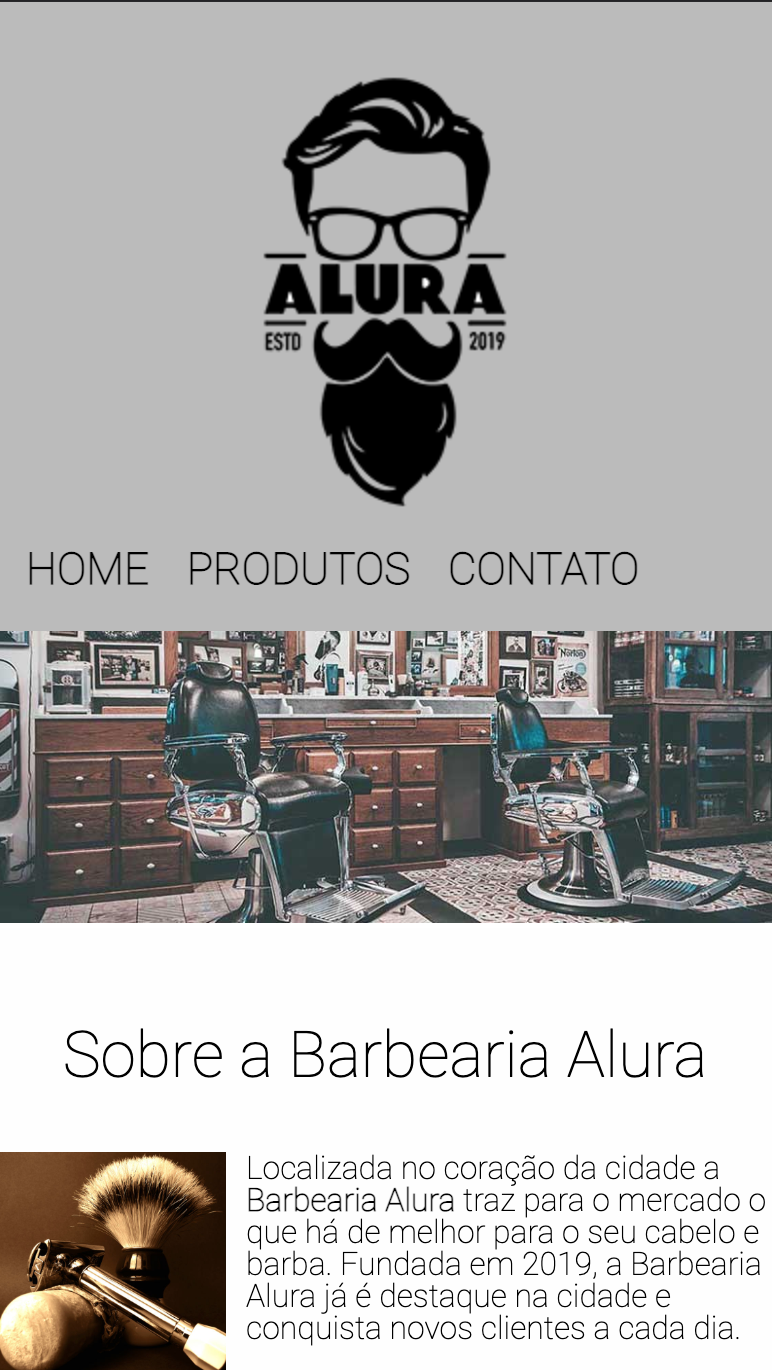 ALURA
ESTD 2019
HOME PRODUTOS CONTATO
Norton
Sobre a Barbearia Alura
Localizada no coração da cidade a
Barbearia Alura traz para o mercado o
que há de melhor para o seu cabelo e
barba. Fundada em 2019, a Barbearia
Alura já é destaque na cidade e
conquista novos clientes a cada dia.